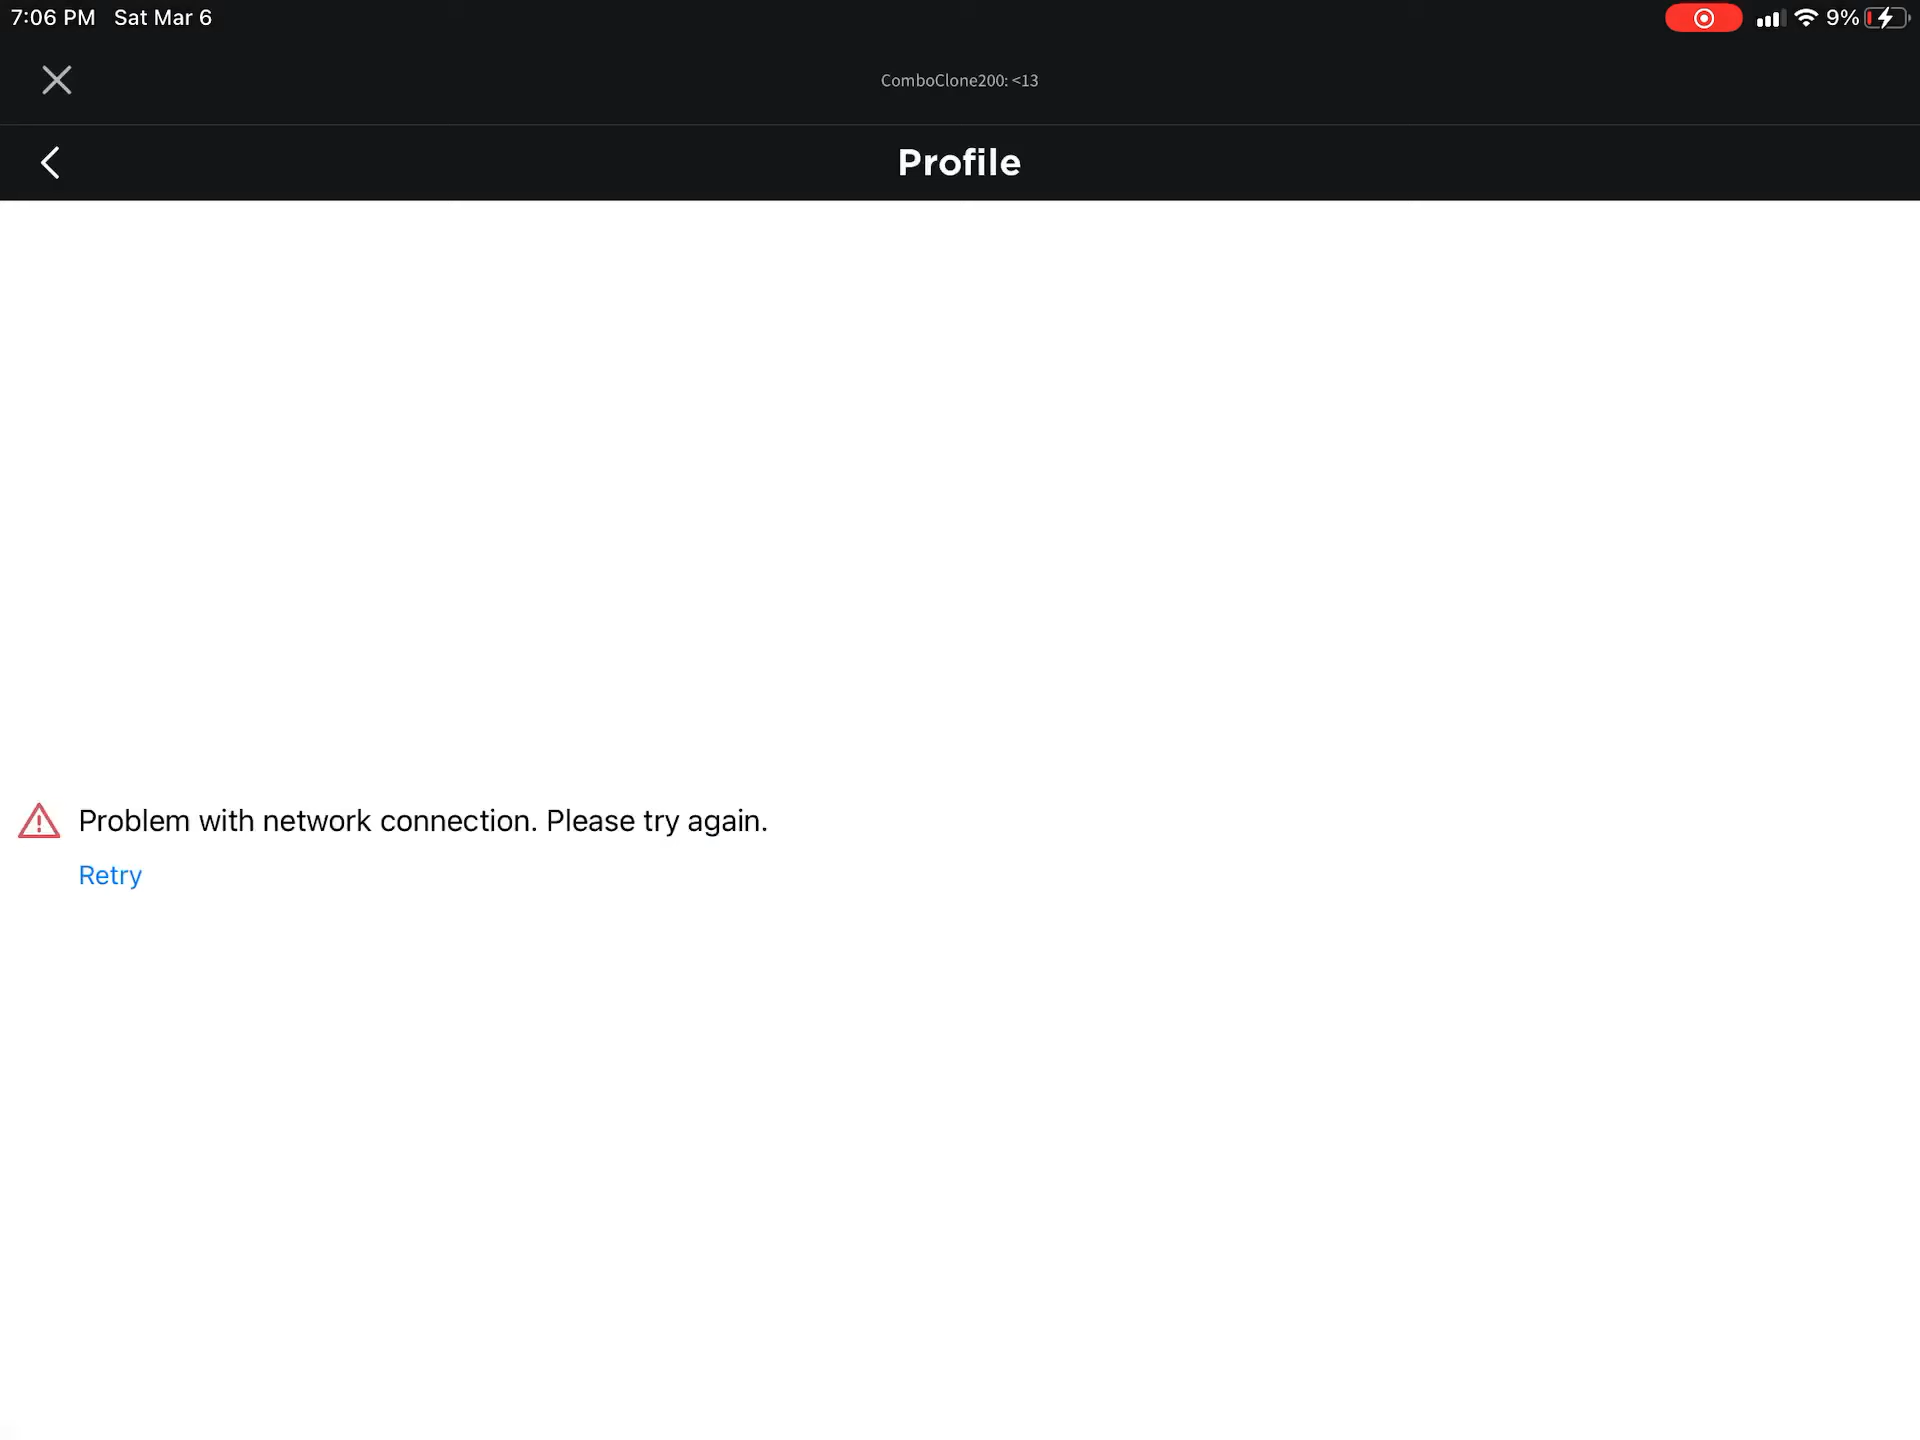 7:06 PM Sat Mar 6
9%
ComboClone200: <13
Profile
Problem with network connection. Please try again.
Retry